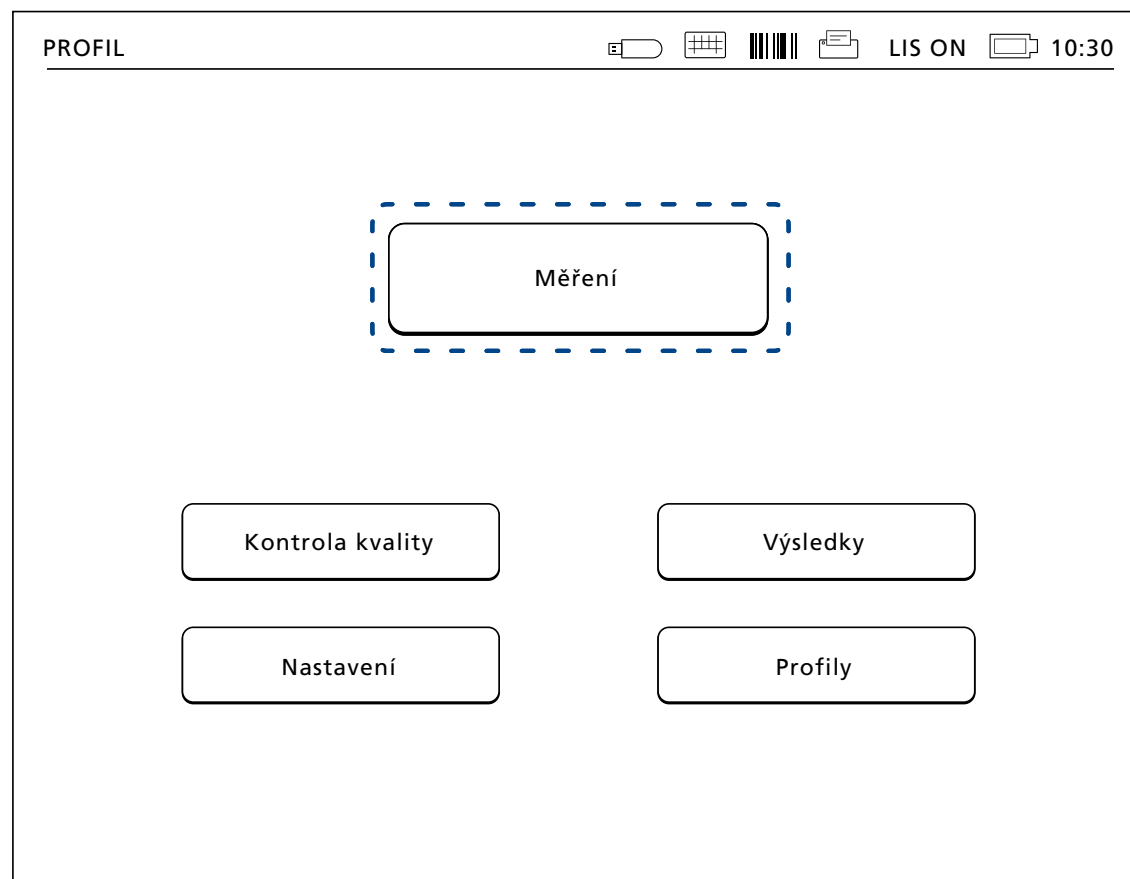 PROFIL LIS ON 10:30
Měření
Kontrola kvality Výsledky
Nastavení Profily